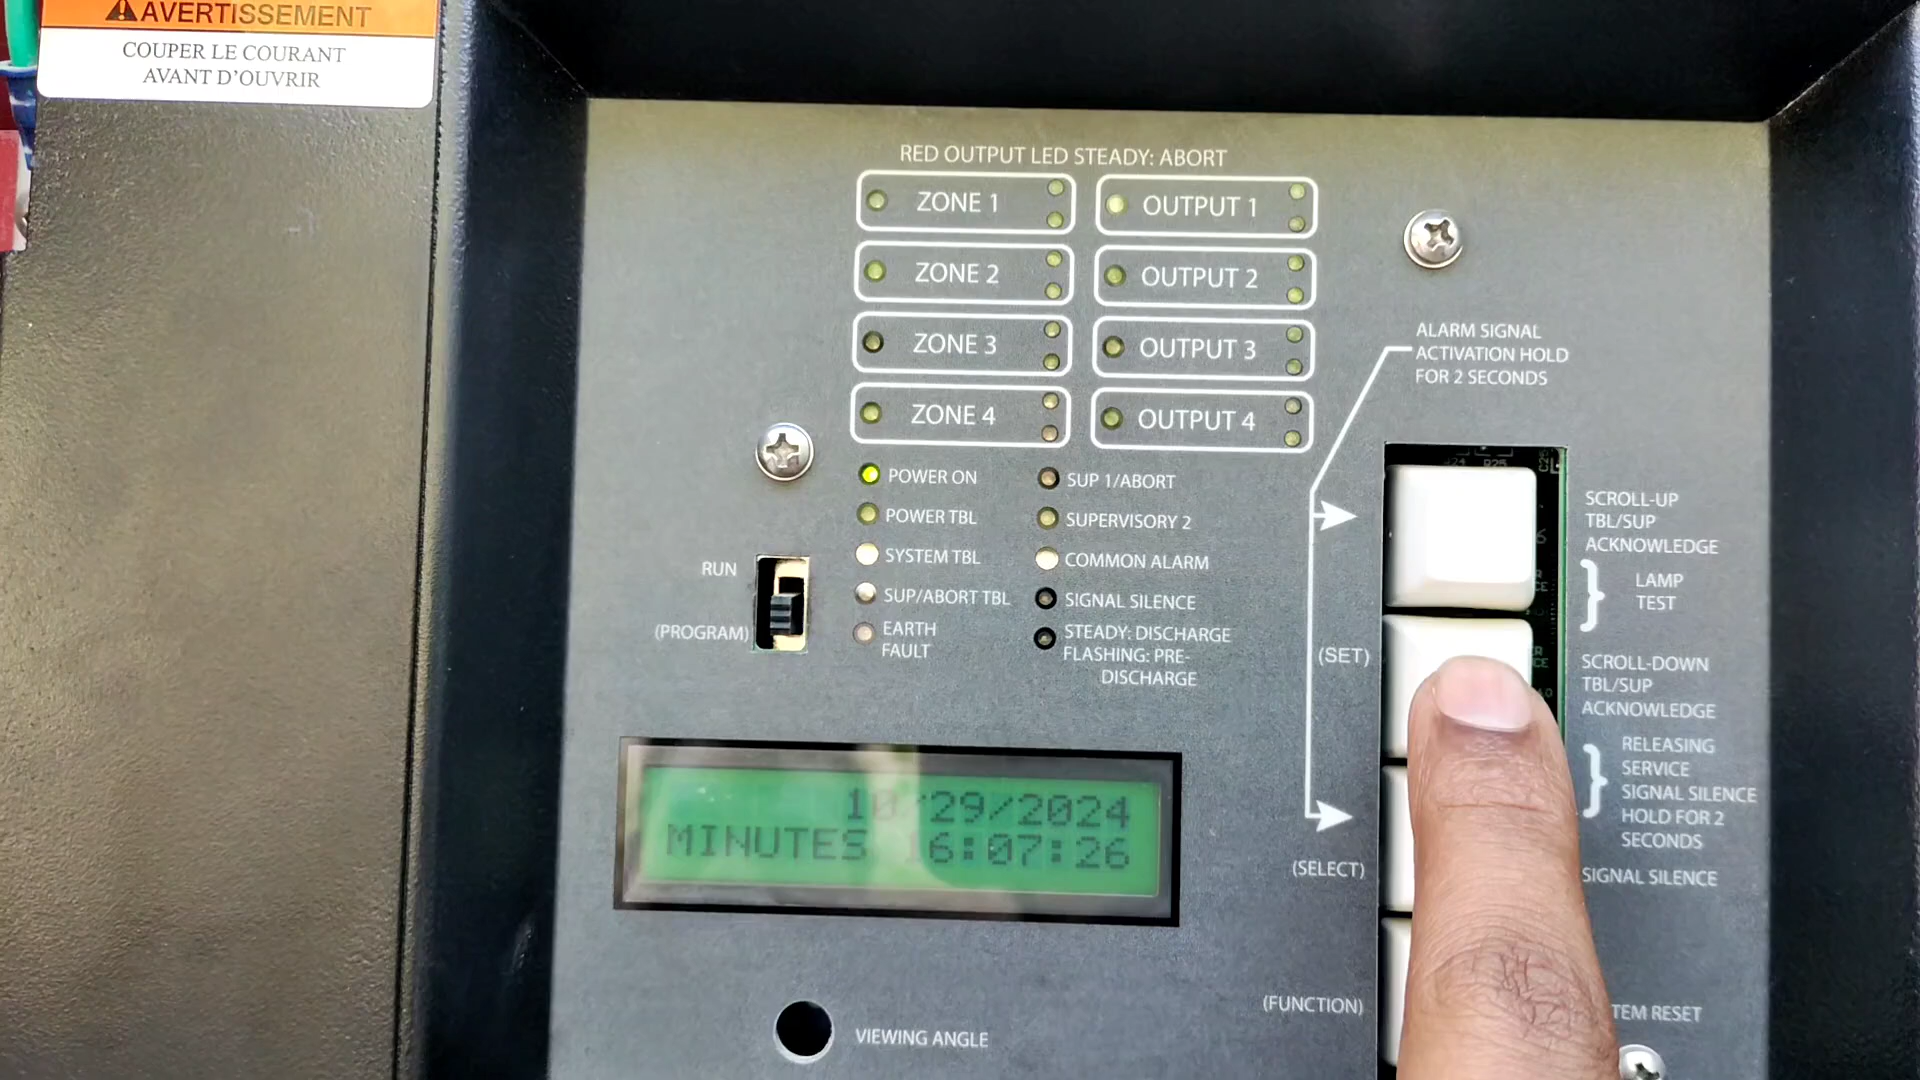 AVERTISSEMENT
COUPER LE COURANT
AVANT D'OUVRIR
RED OUTPUT LED STEADY: ABORT
ZONE 1
OUTPUT 1
ZONE 2
OUTPUT 2
ZONE 3
OUTPUT 3
ZONE 4
OUTPUT 4
ALARM SIGNAL
ACTIVATION HOLD
FOR 2 SECONDS
POWER ON
POWER TBL
SYSTEM TBL
SUP/ABORT TBL
EARTH
FAULT
SUP 1/ABORT
SUPERVISORY 2
COMMON ALARM
SIGNAL SILENCE
STEADY: DISCHARGE
FLASHING: PRE-
DISCHARGE
RUN
(PROGRAM)
(SET)
(SELECT)
(FUNCTION)
SCROLL-UP
TBL/SUP
ACKNOWLEDGE
LAMP
TEST
SCROLL-DOWN
TBL/SUP
ACKNOWLEDGE
RELEASING
SERVICE
SIGNAL SILENCE
HOLD FOR 2
SECONDS
SIGNAL SILENCE
TEM RESET
10/29/2024
MINUTES 16:07:26
VIEWING ANGLE